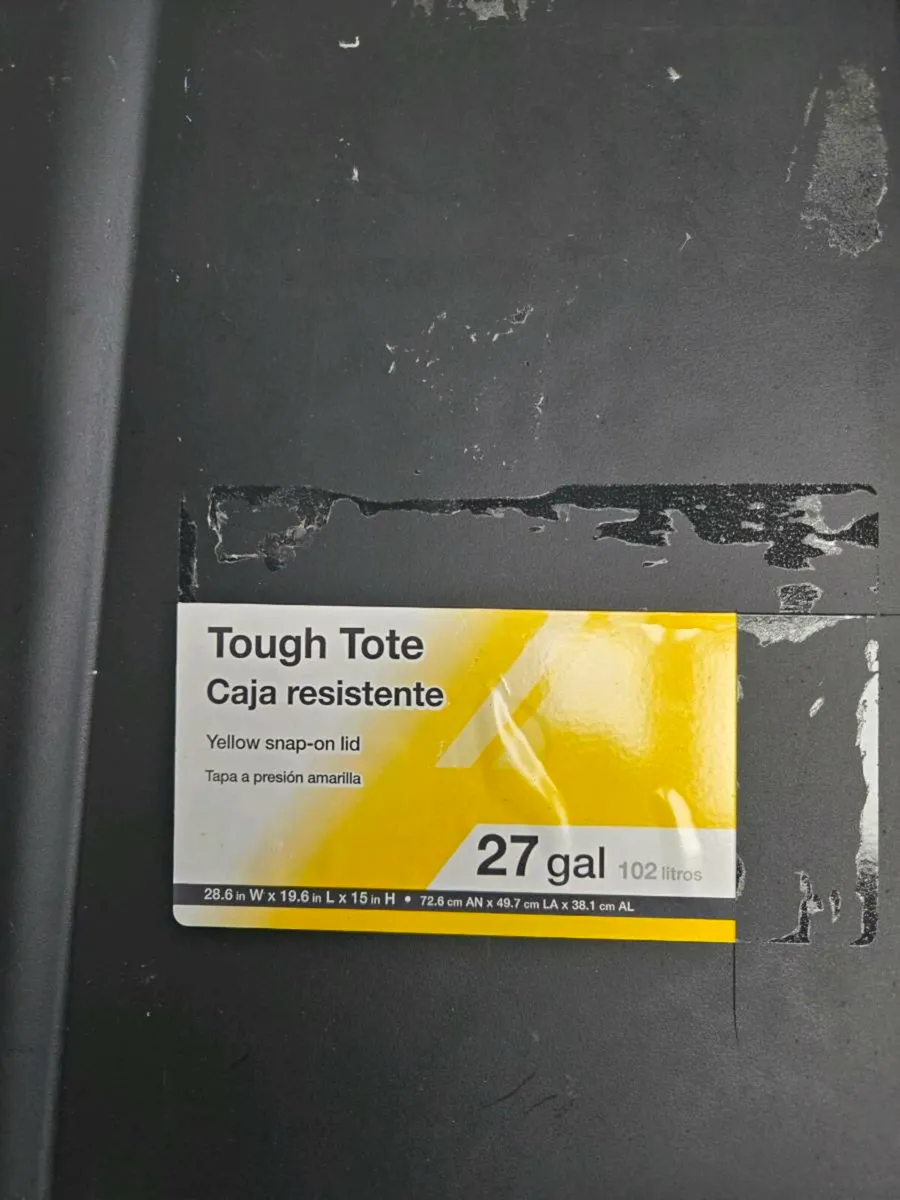 Tough Tote
Caja resistente
Yellow snap-on lid
Tapa a presión amarilla
27 gal 102 litros
28.6 in W x 19.6 in L x 15 in H • 72.6 cm AN x 49.7 cm LA x 38.1 cm AL